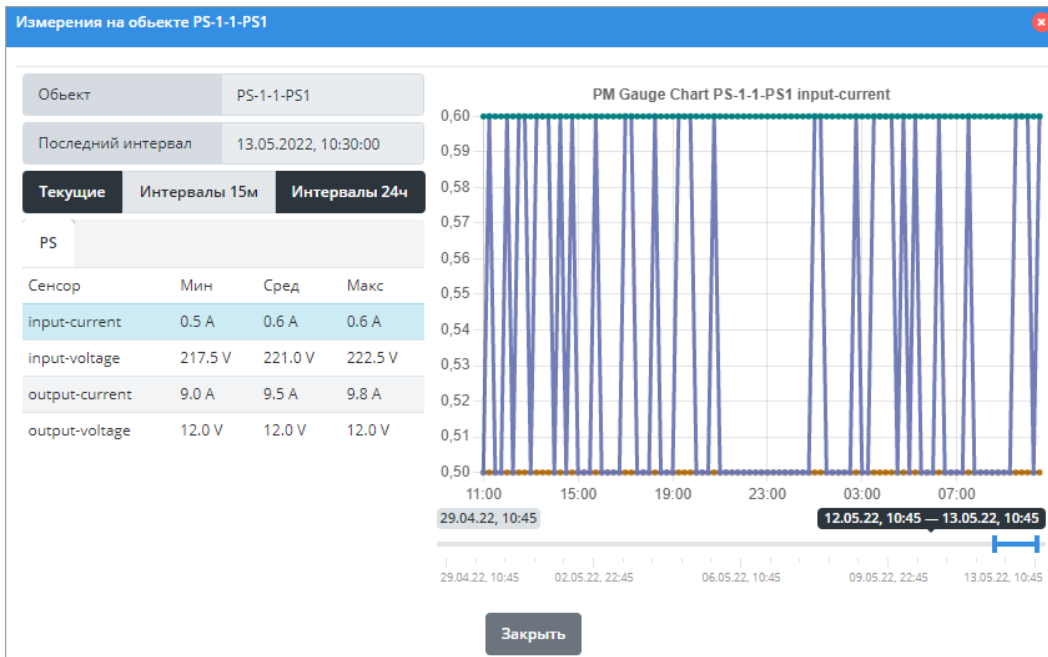 Измерения на обьекте PS-1-1-PS1
Обьект PS-1-1-PS1
Последний интервал 13.05.2022, 10:30:00
Текущие Интервалы 15м Интервалы 24ч
PS
Сенсор Мин Сред Макс
input-current 0.5 A 0.6 A 0.6 A
input-voltage 217.5 V 221.0 V 222.5 V
output-current 9.0 A 9.5 A 9.8 A
output-voltage 12.0 V 12.0 V 12.0 V
PM Gauge Chart PS-1-1-PS1 input-current
0,60
0,59
0,58
0,57
0,56
0,55
0,54
0,53
0,52
0,51
0,50
11:00 15:00 19:00 23:00 03:00 07:00
29.04.22, 10:45 12.05.22, 10:45 — 13.05.22, 10:45
29.04.22, 10:45 02.05.22, 22:45 06.05.22, 10:45 09.05.22, 22:45 13.05.22, 10:45
Закрыть